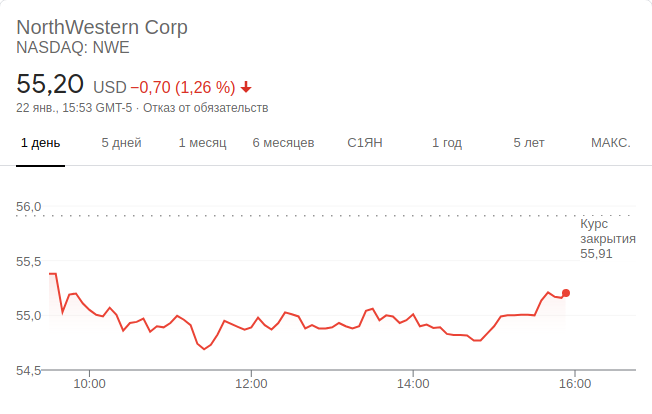 NorthWestern Corp
NASDAQ: NWE
55,20 USD −0,70 (1,26 %)
22 янв., 15:53 GMT-5 · Отказ от обязательств
1 день 5 дней 1 месяц 6 месяцев С1ЯН 1 год 5 лет МАКС.
56,0
Курс
закрытия
55,91
55,5
55,0
54,5
10:00 12:00 14:00 16:00